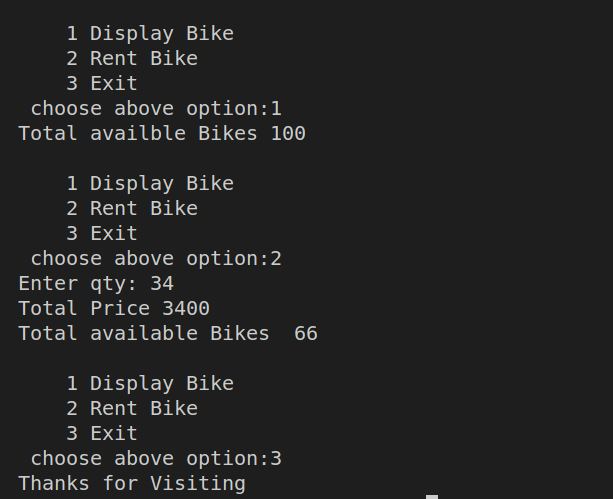 1 Display Bike
2 Rent Bike
3 Exit
choose above option:1
Total availble Bikes 100
1 Display Bike
2 Rent Bike
3 Exit
choose above option:2
Enter qty: 34
Total Price 3400
Total available Bikes  66
1 Display Bike
2 Rent Bike
3 Exit
choose above option:3
Thanks for Visiting